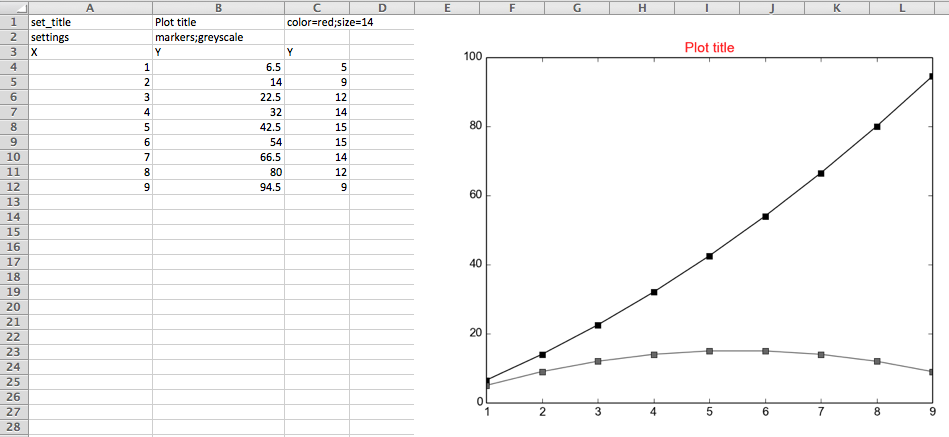 A B C D E F G H I J K L
1 set_title Plot title color=red;size=14
2 settings markers;greyscale
3 X Y Y
4 1 6.5 5
5 2 14 9
6 3 22.5 12
7 4 32 14
8 5 42.5 15
9 6 54 15
10 7 66.5 14
11 8 80 12
12 9 94.5 9
13
14
15
16
17
18
19
20
21
22
23
24
25
26
27
28
Plot title
100
80
60
40
20
0
1 2 3 4 5 6 7 8 9